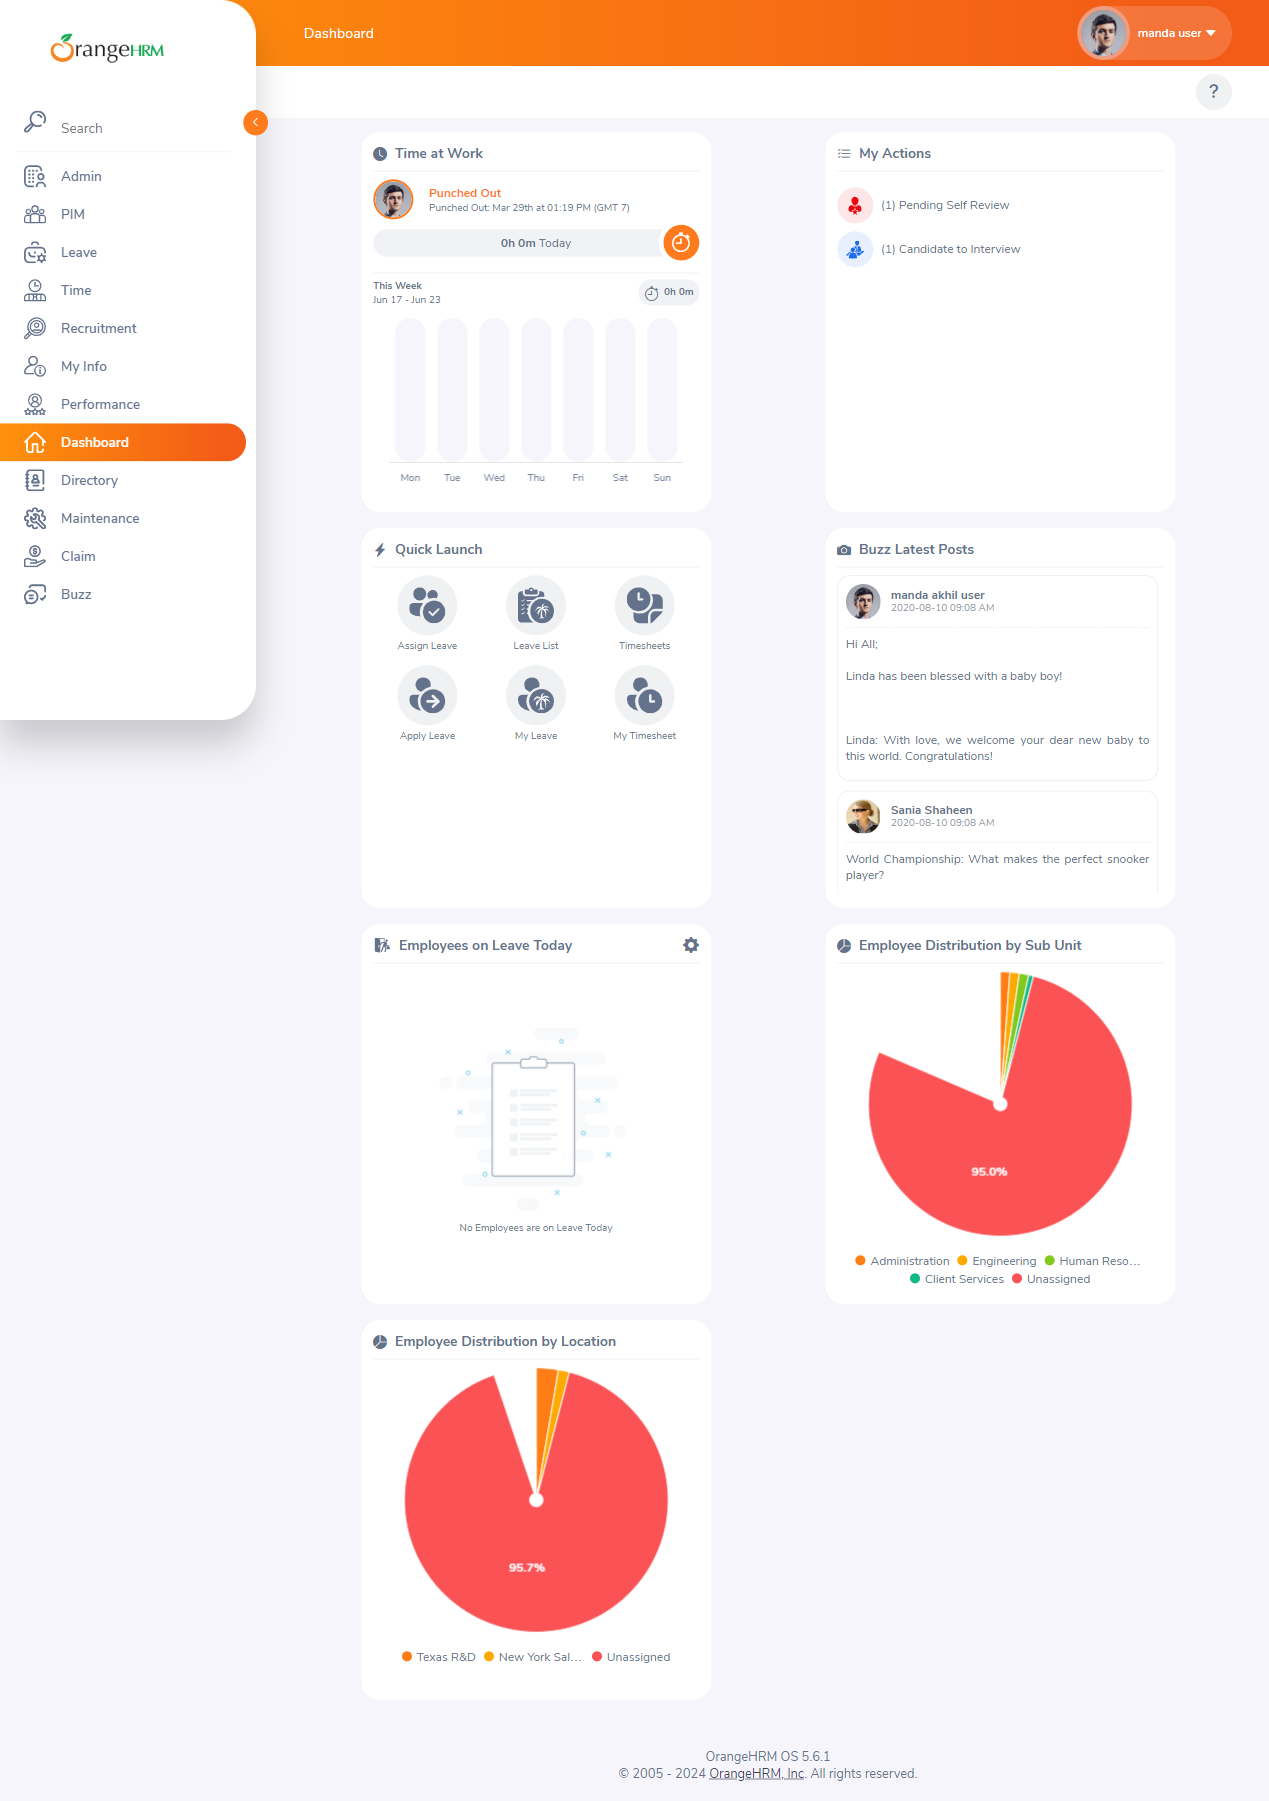 OrangeHRM
Search
Admin
PIM
Leave
Time
Recruitment
My Info
Performance
Dashboard
Directory
Maintenance
Claim
Buzz
Dashboard
manda user
?
Time at Work
Punched Out
Punched Out: Mar 29th at 01:19 PM (GMT 7)
0h 0m Today
This Week
Jun 17 - Jun 23
0h 0m
Mon Tue Wed Thu Fri Sat Sun
My Actions
(1) Pending Self Review
(1) Candidate to Interview
Quick Launch
Assign Leave
Leave List
Timesheets
Apply Leave
My Leave
My Timesheet
Buzz Latest Posts
manda akhil user
2020-08-10 09:08 AM
Hi All;
Linda has been blessed with a baby boy!
Linda: With love, we welcome your dear new baby to
this world. Congratulations!
Sania Shaheen
2020-08-10 09:08 AM
World Championship: What makes the perfect snooker
player?
Employees on Leave Today
No Employees are on Leave Today
Employee Distribution by Sub Unit
95.0%
Administration Engineering Human Reso...
Client Services Unassigned
Employee Distribution by Location
95.7%
Texas R&D New York Sal... Unassigned
OrangeHRM OS 5.6.1
© 2005 - 2024 OrangeHRM, Inc. All rights reserved.